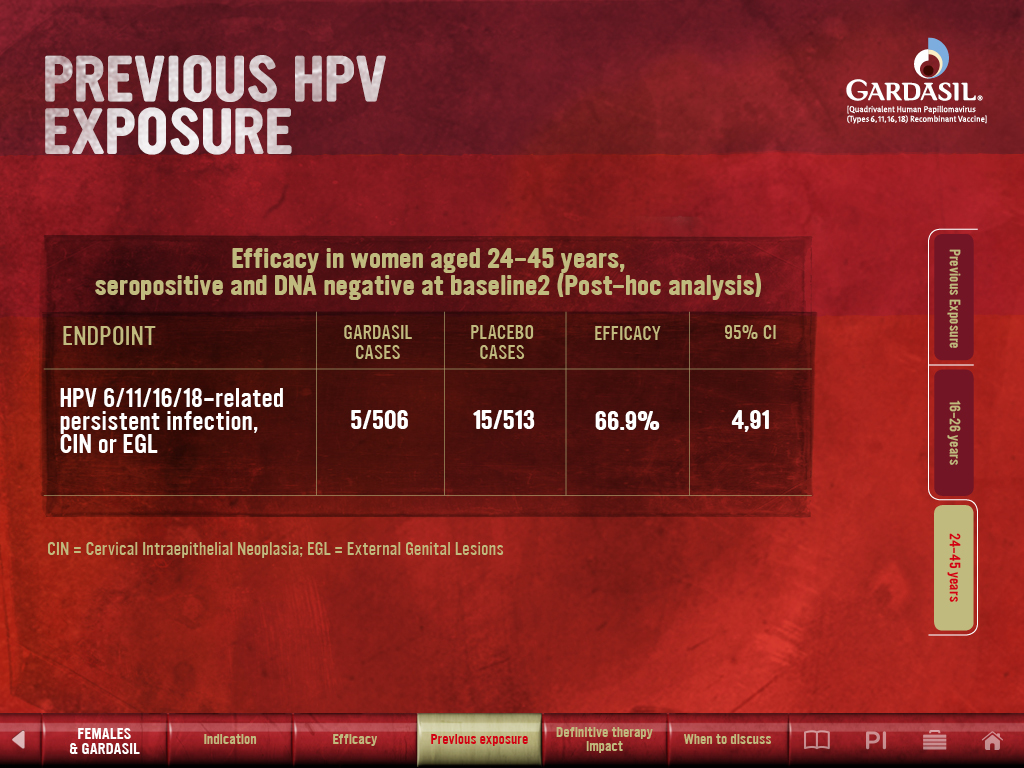 PREVIOUS HPV
EXPOSURE
GARDASIL®
[Quadrivalent Human Papillomavirus
(Types 6, 11, 16, 18) Recombinant Vaccine]
Efficacy in women aged 24–45 years,
seropositive and DNA negative at baseline2 (Post–hoc analysis)
ENDPOINT
GARDASIL
CASES
PLACEBO
CASES
EFFICACY
95% CI
HPV 6/11/16/18–related
persistent infection,
CIN or EGL
5/506
15/513
66.9%
4,91
CIN = Cervical Intraepithelial Neoplasia; EGL = External Genital Lesions
Previous Exposure
16–26 years
24–45 years
FEMALES
& GARDASIL
Indication
Efficacy
Previous exposure
Definitive therapy
impact
When to discuss
PI